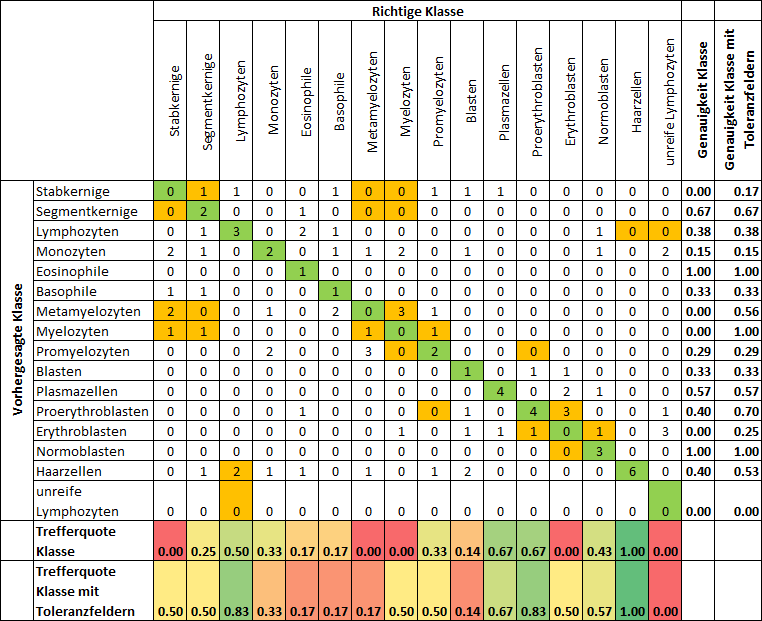 Richtige Klasse
Stabkernige Segmentkernige Lymphozyten Monozyten Eosinophile Basophile Metamyelozyten Myelozyten Promyelozyten Blasten Plasmazellen Proerythroblasten Erythroblasten Normoblasten Haarzellen unreife Lymphozyten Genauigkeit Klasse Genauigkeit Klasse mit Toleranzfeldern
Vorhergesagte Klasse
Stabkernige 0 1 1 0 0 1 0 0 1 1 1 0 0 0 0 0 0.00 0.17
Segmentkernige 0 2 0 0 1 0 0 0 0 0 0 0 0 0 0 0 0.67 0.67
Lymphozyten 0 1 3 0 2 1 0 0 0 0 0 0 0 1 0 0 0.38 0.38
Monozyten 2 1 0 2 0 1 1 2 0 1 0 0 0 1 0 2 0.15 0.15
Eosinophile 0 0 0 0 1 0 0 0 0 0 0 0 0 0 0 0 1.00 1.00
Basophile 1 1 0 0 0 1 0 0 0 0 0 0 0 0 0 0 0.33 0.33
Metamyelozyten 2 0 0 1 0 2 0 3 1 0 0 0 0 0 0 0 0.00 0.56
Myelozyten 1 1 0 0 0 0 1 0 1 0 0 0 0 0 0 0 0.00 1.00
Promyelozyten 0 0 0 2 0 0 3 0 2 0 0 0 0 0 0 0 0.29 0.29
Blasten 0 0 0 0 0 0 0 0 0 1 0 1 1 0 0 0 0.33 0.33
Plasmazellen 0 0 0 0 0 0 0 0 0 0 4 0 2 1 0 0 0.57 0.57
Proerythroblasten 0 0 0 0 1 0 0 0 0 1 0 4 3 0 0 1 0.40 0.70
Erythroblasten 0 0 0 0 0 0 0 1 0 1 1 1 0 1 0 3 0.00 0.25
Normoblasten 0 0 0 0 0 0 0 0 0 0 0 0 0 3 0 0 1.00 1.00
Haarzellen 0 1 2 1 1 0 1 0 1 2 0 0 0 0 6 0 0.40 0.53
unreife
Lymphozyten 0 0 0 0 0 0 0 0 0 0 0 0 0 0 0 0 0.00 0.00
Trefferquote
Klasse 0.00 0.25 0.50 0.33 0.17 0.17 0.00 0.00 0.33 0.14 0.67 0.67 0.00 0.43 1.00 0.00
Trefferquote
Klasse mit
Toleranzfeldern 0.50 0.50 0.83 0.33 0.17 0.17 0.17 0.50 0.50 0.14 0.67 0.83 0.50 0.57 1.00 0.00